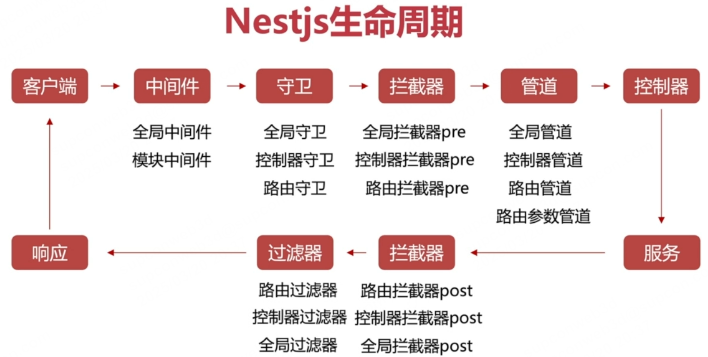 Nestjs生命周期
客户端
中间件
守卫
拦截器
管道
控制器
全局中间件
模块中间件
全局守卫
控制器守卫
路由守卫
全局拦截器pre
控制器拦截器pre
路由拦截器pre
全局管道
控制器管道
路由管道
路由参数管道
响应
过滤器
拦截器
服务
路由过滤器
控制器过滤器
全局过滤器
路由拦截器post
控制器拦截器post
全局拦截器post